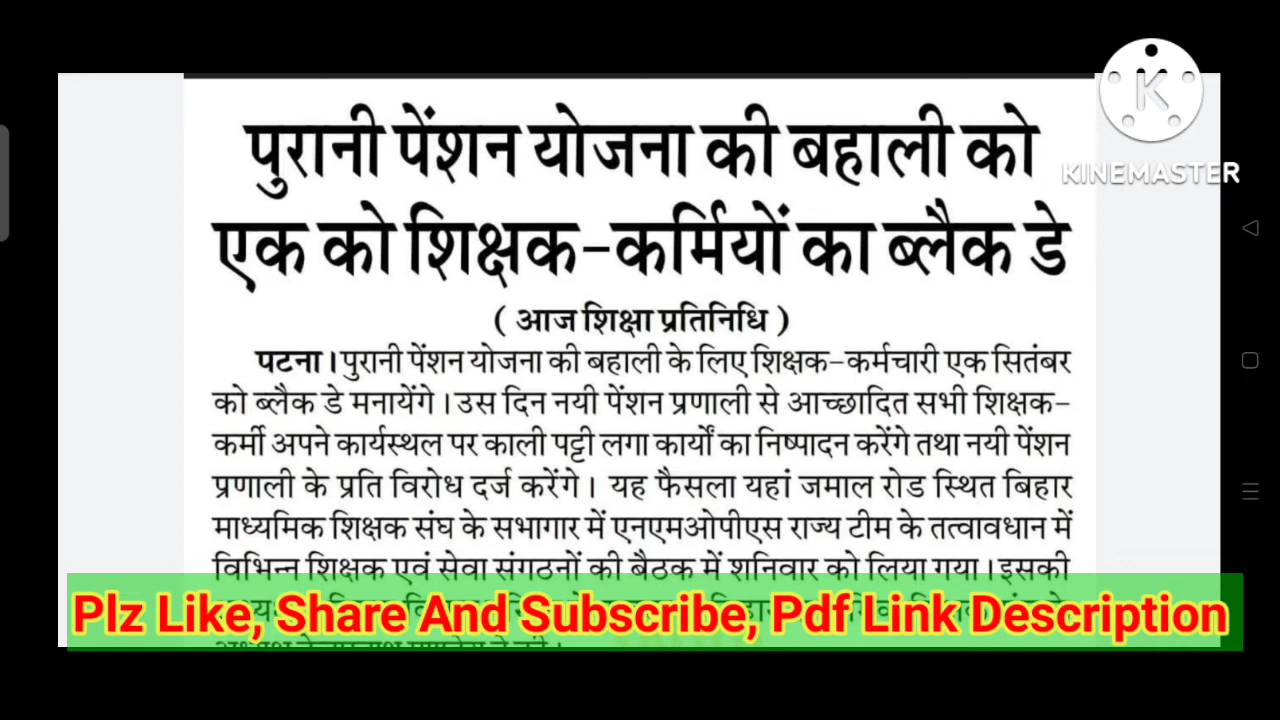 पुरानी पेंशन योजना की बहाली को
KINEMASTER
एक को शिक्षक-कर्मियों का ब्लैक डे
( आज शिक्षा प्रतिनिधि )
पटना। पुरानी पेंशन योजना की बहाली के लिए शिक्षक-कर्मचारी एक सितंबर
को ब्लैक डे मनायेंगे। उस दिन नयी पेंशन प्रणाली से आच्छादित सभी शिक्षक-
कर्मी अपने कार्यस्थल पर काली पट्टी लगा कार्यों का निष्पादन करेंगे तथा नयी पेंशन
प्रणाली के प्रति विरोध दर्ज करेंगे। यह फैसला यहां जमाल रोड स्थित बिहार
माध्यमिक शिक्षक संघ के सभागार में एनएमओपीएस राज्य टीम के तत्वावधान में
विभिन्न शिक्षक एवं सेवा संगठनों की बैठक में शनिवार को लिया गया। इसकी
Plz Like, Share And Subscribe, Pdf Link Description